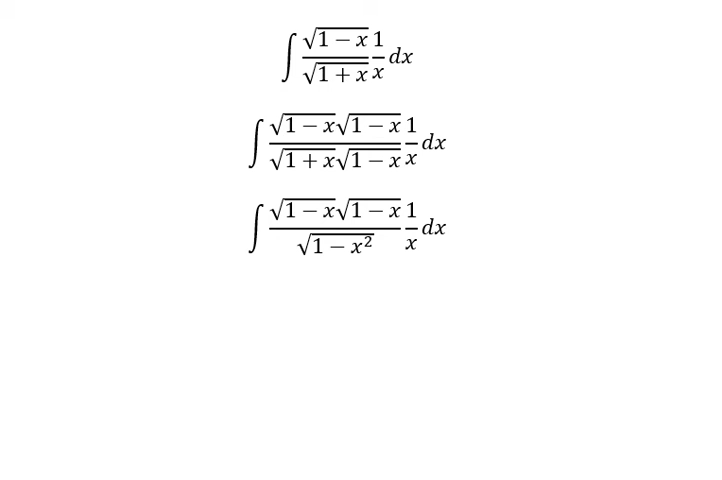 ∫ √(1 − x)/√(1 + x) 1/x dx
∫ √(1 − x)√(1 − x)/√(1 + x)√(1 − x) 1/x dx
∫ √(1 − x)√(1 − x)/√(1 − x²) 1/x dx